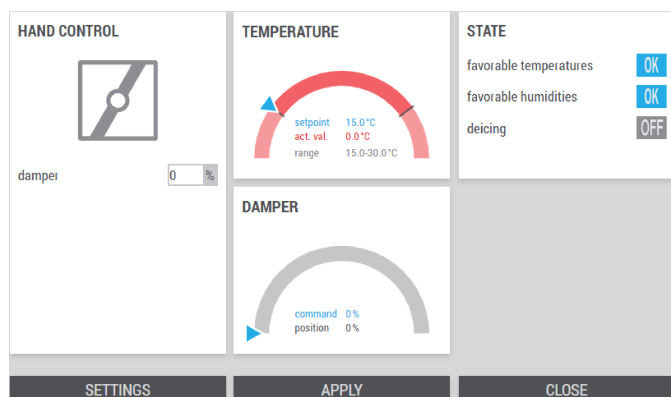 HAND CONTROL
damper 0 %
TEMPERATURE
setpoint 15.0°C
act. val. 0.0°C
range 15.0-30.0°C
DAMPER
command 0%
position 0%
STATE
favorable temperatures OK
favorable humidities OK
deicing OFF
SETTINGS
APPLY
CLOSE